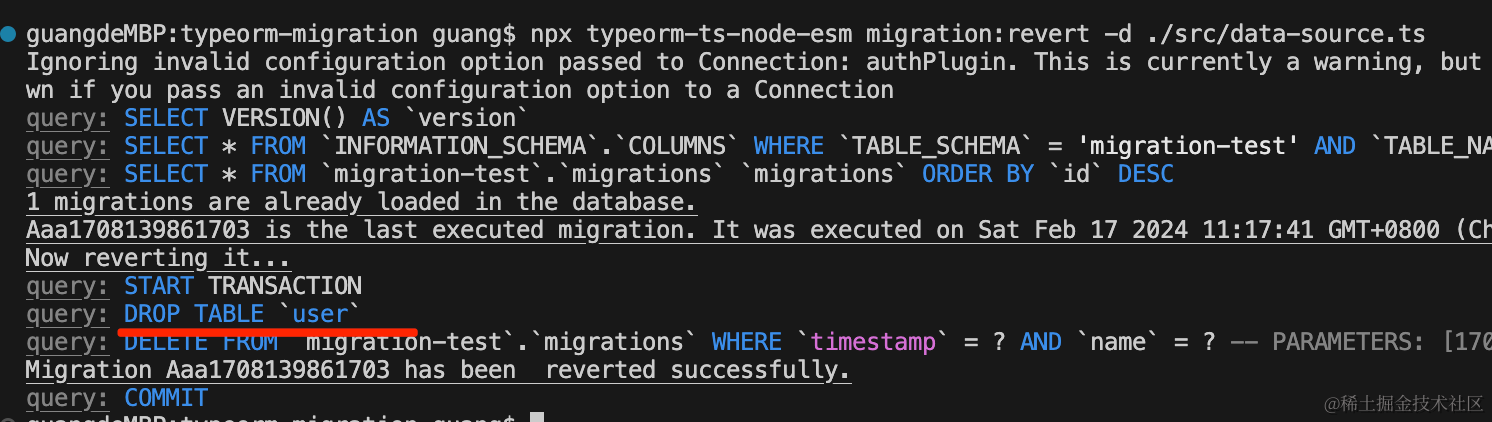 guangdeMBP:typeorm-migration guang$ npx typeorm-ts-node-esm migration:revert -d ./src/data-source.ts
Ignoring invalid configuration option passed to Connection: authPlugin. This is currently a warning, but
wn if you pass an invalid configuration option to a Connection
query: SELECT VERSION() AS `version`
query: SELECT * FROM `INFORMATION_SCHEMA`.`COLUMNS` WHERE `TABLE_SCHEMA` = 'migration-test' AND `TABLE_NA
query: SELECT * FROM `migration-test`.`migrations` `migrations` ORDER BY `id` DESC
1 migrations are already loaded in the database.
Aaa1708139861703 is the last executed migration. It was executed on Sat Feb 17 2024 11:17:41 GMT+0800 (Ch
Now reverting it...
query: START TRANSACTION
query: DROP TABLE `user`
query: DELETE FROM `migration-test`.`migrations` WHERE `timestamp` = ? AND `name` = ? -- PARAMETERS: [170
Migration Aaa1708139861703 has been  reverted successfully.
query: COMMIT
guangdeMBP:typeorm-migration guang$
@稀土掘金技术社区